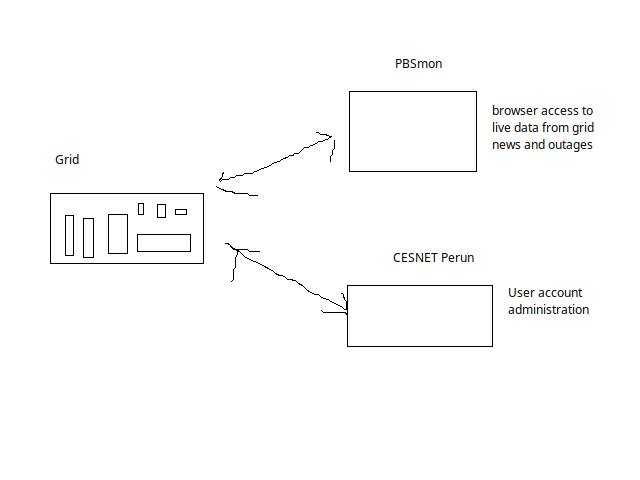 PBSmon
browser access to
live data from grid
news and outages
Grid
CESNET Perun
User account
administration